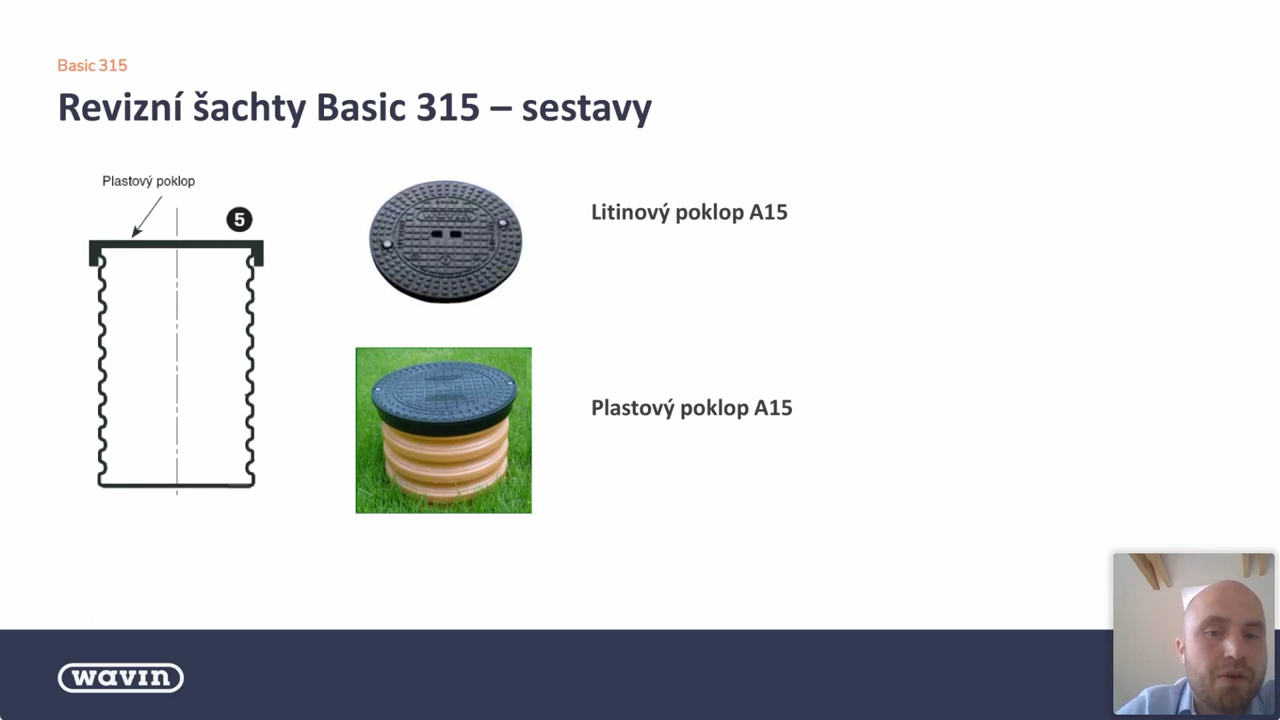 Basic 315
Revizní šachty Basic 315 – sestavy
Plastový poklop
5
Litinový poklop A15
Plastový poklop A15
wavin